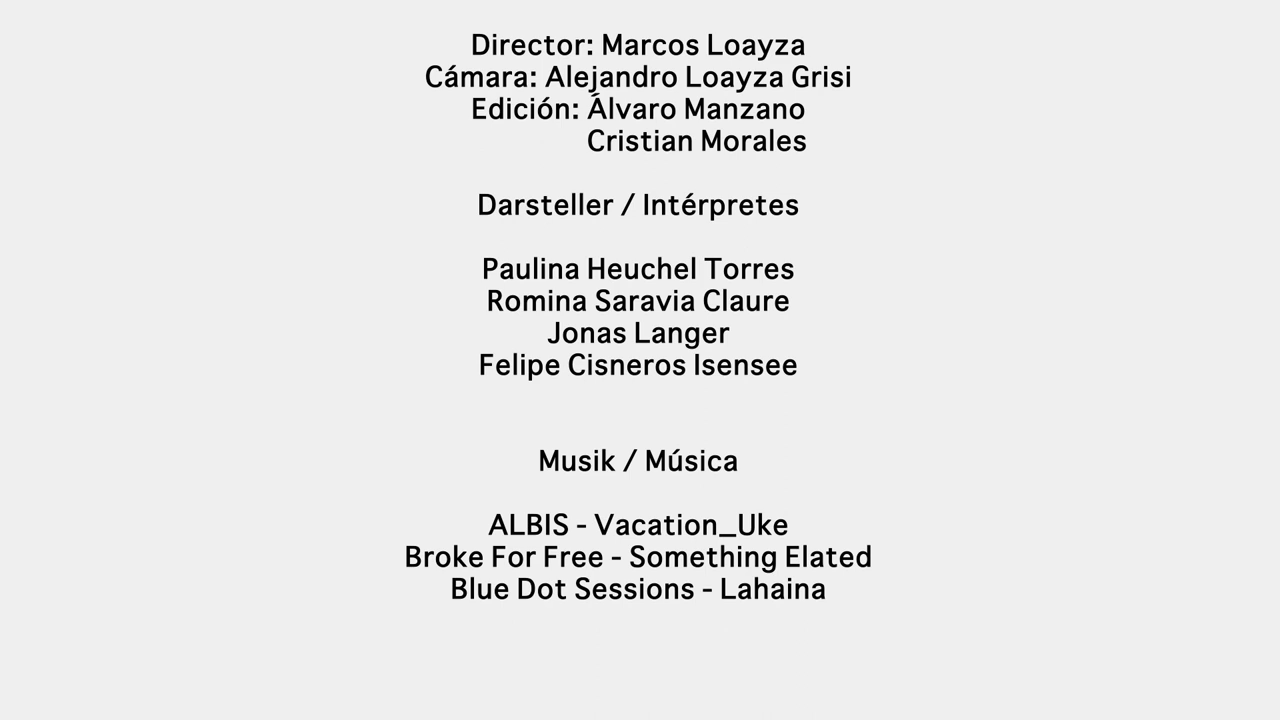 Director: Marcos Loayza
Cámara: Alejandro Loayza Grisi
Edición: Álvaro Manzano
Cristian Morales
Darsteller / Intérpretes
Paulina Heuchel Torres
Romina Saravia Claure
Jonas Langer
Felipe Cisneros Isensee
Musik / Música
ALBIS - Vacation_Uke
Broke For Free - Something Elated
Blue Dot Sessions - Lahaina